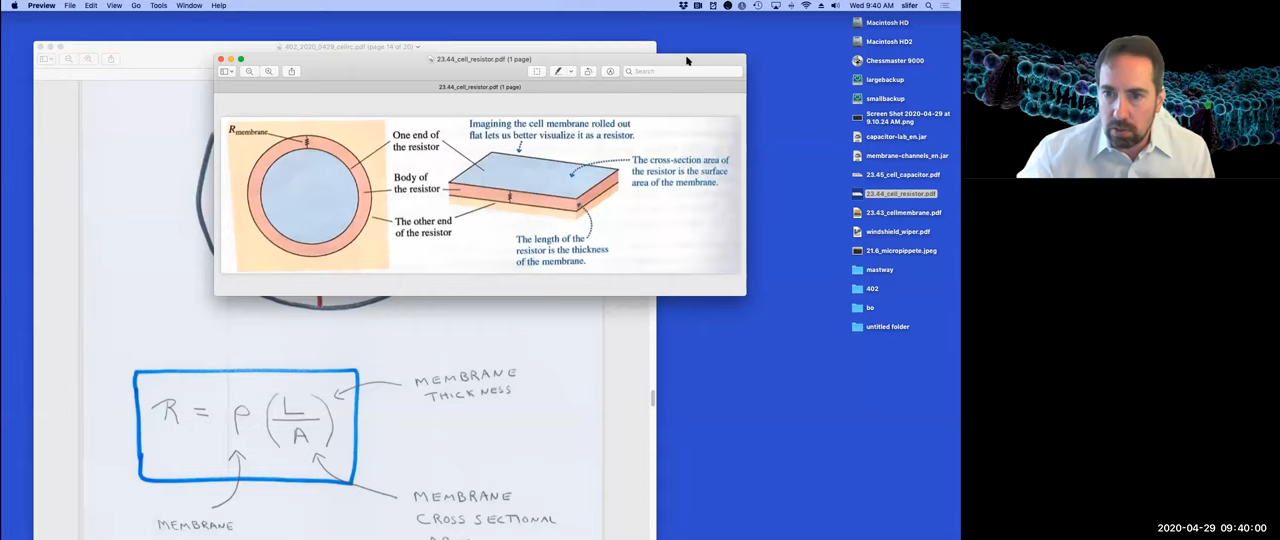 Preview File Edit View Go Tools Window Help
Wed 9:40 AM slifer
402_2020_0429_cellrc.pdf (page 14 of 20)
23.44_cell_resistor.pdf (1 page)
Search
23.44_cell_resistor.pdf (1 page)
Rmembrane
One end of
the resistor
Body of
the resistor
The other end
of the resistor
Imagining the cell membrane rolled out
flat lets us better visualize it as a resistor.
The cross-section area of
the resistor is the surface
area of the membrane.
The length of the
resistor is the thickness
of the membrane.
R = ρ (L/A)
MEMBRANE
THICKNESS
MEMBRANE
MEMBRANE
CROSS SECTIONAL
Macintosh HD
Macintosh HD2
Chessmaster 9000
largebackup
smallbackup
Screen Shot 2020-04-29 at
9.10.24 AM.png
capacitor-lab_en.jar
membrane-channels_en.jar
23.45_cell_capacitor.pdf
23.44_cell_resistor.pdf
23.43_cellmembrane.pdf
windshield_wiper.pdf
21.6_micropippete.jpeg
mastway
402
bo
untitled folder
2020-04-29 09:40:00